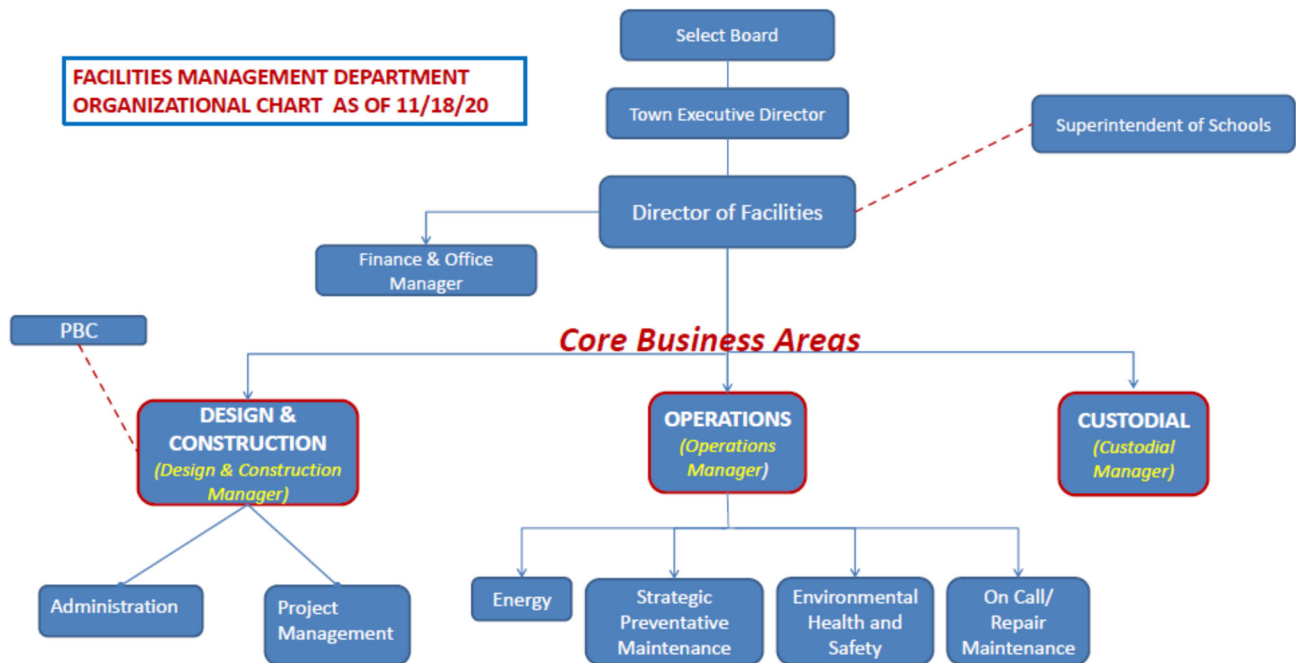 Select Board
FACILITIES MANAGEMENT DEPARTMENT
ORGANIZATIONAL CHART AS OF 11/18/20
Town Executive Director
Superintendent of Schools
Director of Facilities
Finance & Office
Manager
PBC
Core Business Areas
DESIGN &
CONSTRUCTION
(Design & Construction
Manager)
OPERATIONS
(Operations
Manager)
CUSTODIAL
(Custodial
Manager)
Administration
Project
Management
Energy
Strategic
Preventative
Maintenance
Environmental
Health and
Safety
On Call/
Repair
Maintenance